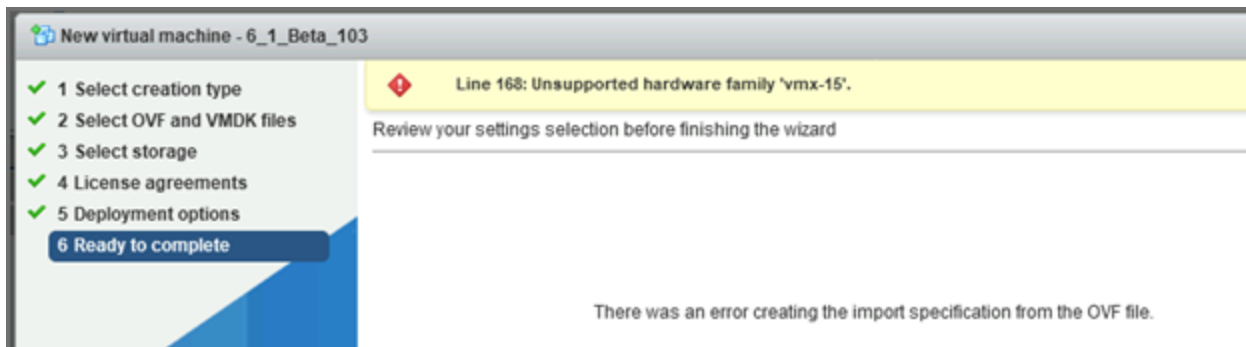 New virtual machine - 6_1_Beta_103
1 Select creation type
2 Select OVF and VMDK files
3 Select storage
4 License agreements
5 Deployment options
6 Ready to complete
Line 168: Unsupported hardware family 'vmx-15'.
Review your settings selection before finishing the wizard
There was an error creating the import specification from the OVF file.